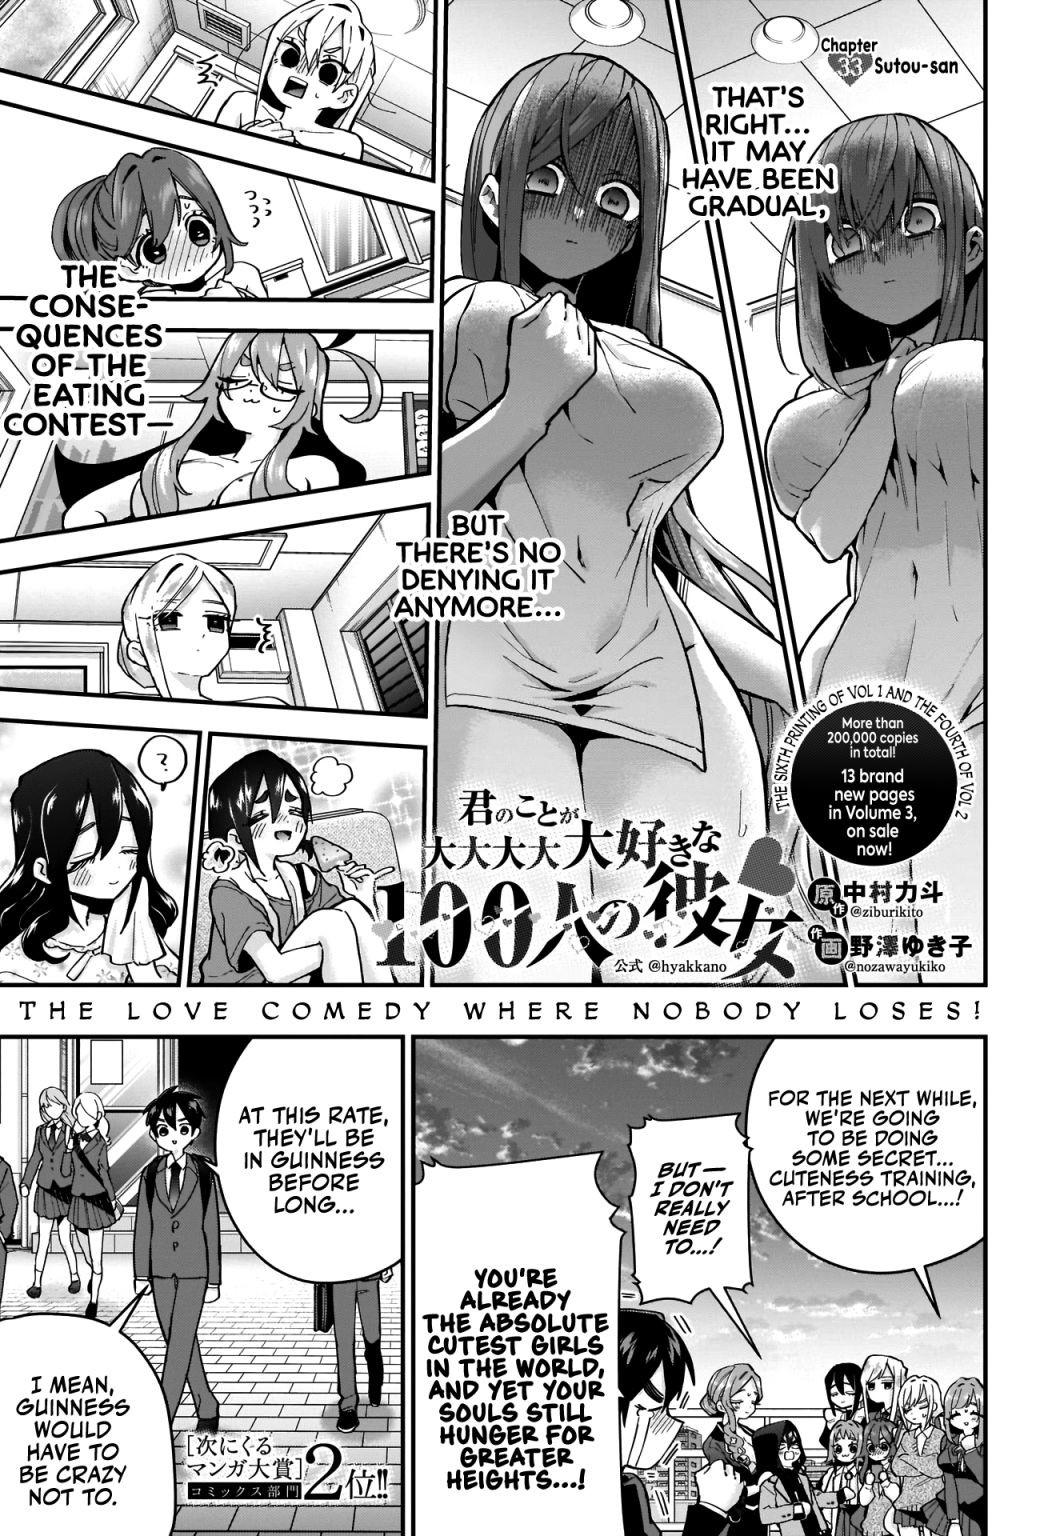 Chapter
33
Sutou-san
THAT'S
RIGHT...
IT MAY
HAVE BEEN
GRADUAL,
BUT
THERE'S NO
DENYING IT
ANYMORE...
THE
CONSE-
QUENCES
OF THE
EATING
CONTEST—
?
THE SIXTH PRINTING OF VOL 1 AND THE FOURTH OF VOL 2
More than
200,000 copies
in total!
13 brand
new pages
in Volume 3,
on sale
now!
君のことが
大大大大大好きな
100人の彼女
公式 @hyakkano
原作 中村力斗
@ziburikito
作画 野澤ゆき子
@nozawayukiko
THE LOVE COMEDY WHERE NOBODY LOSES!
FOR THE NEXT WHILE,
WE'RE GOING
TO BE DOING
SOME SECRET...
CUTENESS TRAINING,
AFTER SCHOOL...!
BUT—
I DON'T
REALLY
NEED
TO...!
YOU'RE
ALREADY
THE ABSOLUTE
CUTEST GIRLS
IN THE WORLD,
AND YET YOUR
SOULS STILL
HUNGER FOR
GREATER
HEIGHTS...!
AT THIS RATE,
THEY'LL BE
IN GUINNESS
BEFORE
LONG...
I MEAN,
GUINNESS
WOULD
HAVE TO
BE CRAZY
NOT TO.
[次にくる
マンガ大賞]
コミックス部門
2位!!